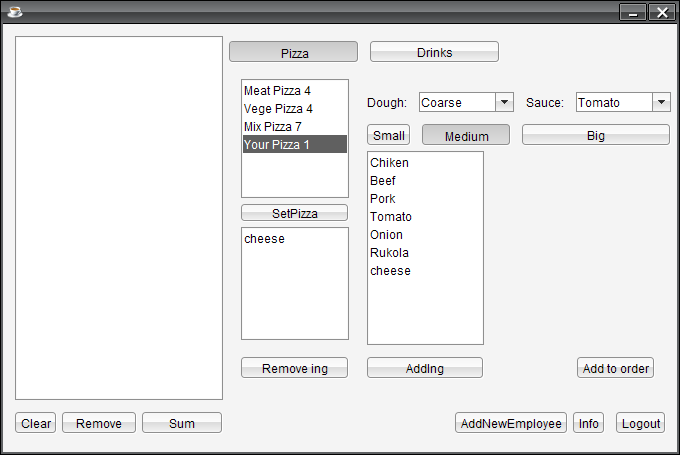 Pizza
Drinks
Meat Pizza 4
Vege Pizza 4
Mix Pizza 7
Your Pizza 1
Dough:
Coarse
Sauce:
Tomato
Small
Medium
Big
Chiken
Beef
Pork
Tomato
Onion
Rukola
cheese
SetPizza
cheese
Remove ing
AddIng
Add to order
Clear
Remove
Sum
AddNewEmployee
Info
Logout